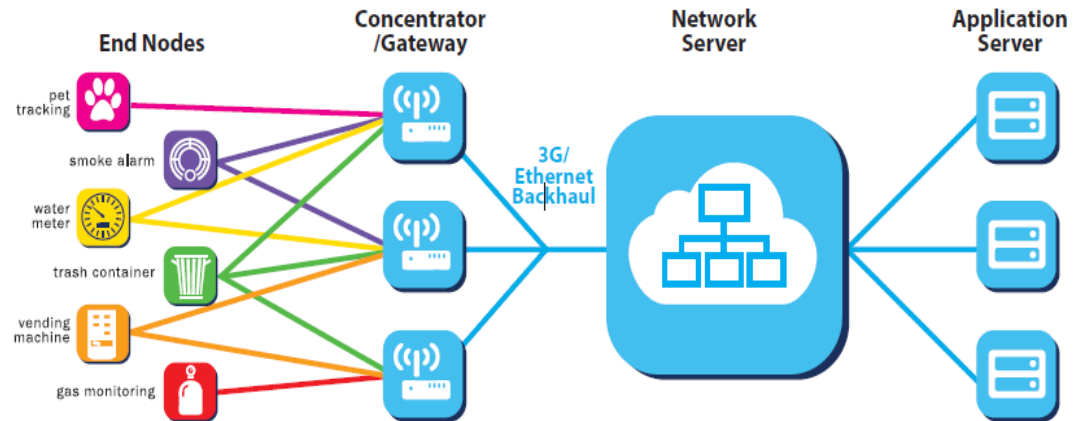 End Nodes
Concentrator
/Gateway
Network
Server
Application
Server
pet
tracking
smoke alarm
water
meter
trash container
vending
machine
gas monitoring
3G/
Ethernet
Backhaul